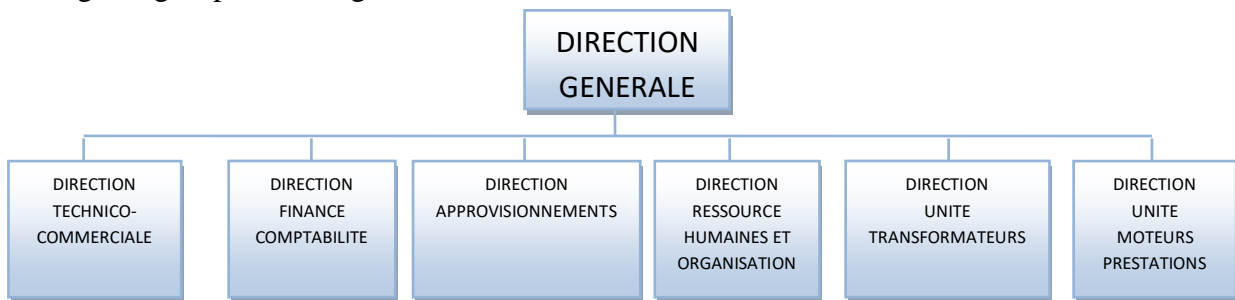 DIRECTION
GENERALE
DIRECTION
TECHNICO-
COMMERCIALE
DIRECTION
FINANCE
COMPTABILITE
DIRECTION
APPROVISIONNEMENTS
DIRECTION
RESSOURCE
HUMAINES ET
ORGANISATION
DIRECTION
UNITE
TRANSFORMATEURS
DIRECTION
UNITE
MOTEURS
PRESTATIONS